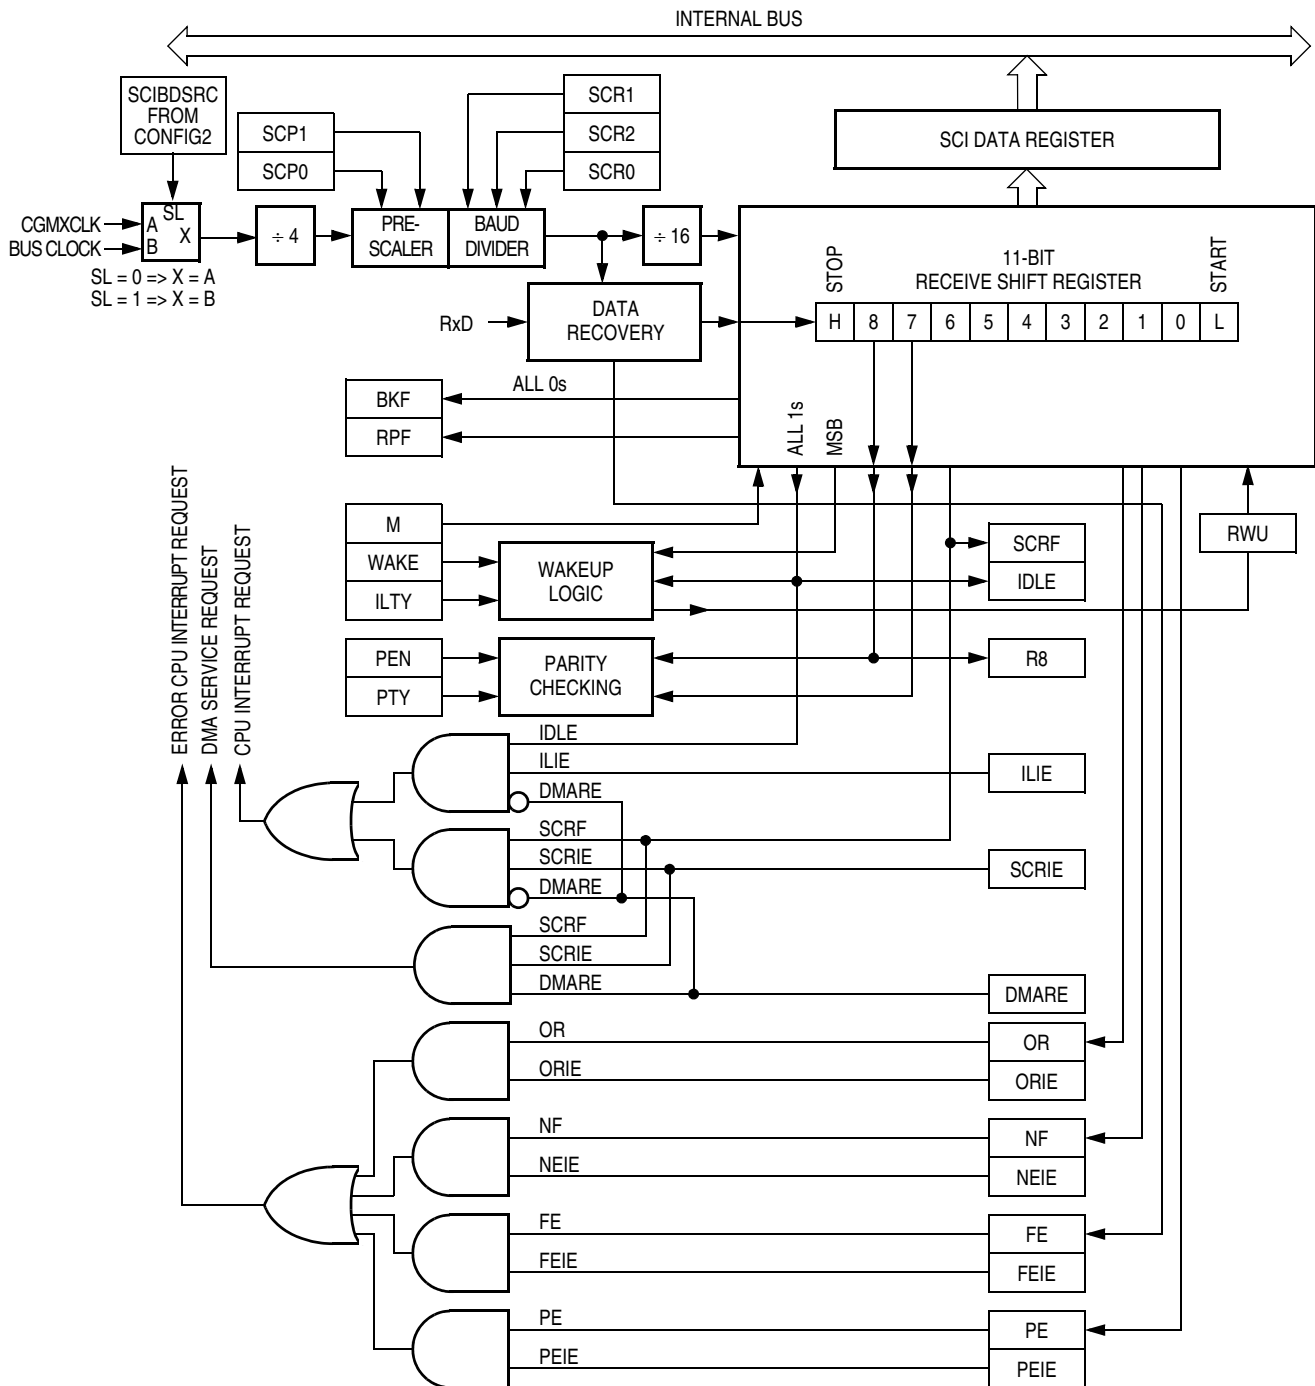 INTERNAL BUS
SCIBDSRC
FROM
CONFIG2
SCP1
SCP0
SCR1
SCR2
SCR0
SCI DATA REGISTER
CGMXCLK
BUS CLOCK
SL
A
X
B
SL = 0 => X = A
SL = 1 => X = B
÷ 4
PRE-
SCALER
BAUD
DIVIDER
÷ 16
STOP
11-BIT
RECEIVE SHIFT REGISTER
START
RxD
DATA
RECOVERY
H 8 7 6 5 4 3 2 1 0 L
ALL 0s
BKF
RPF
ALL 1s
MSB
M
WAKE
ILTY
WAKEUP
LOGIC
SCRF
IDLE
RWU
PEN
PTY
PARITY
CHECKING
R8
ERROR CPU INTERRUPT REQUEST
DMA SERVICE REQUEST
CPU INTERRUPT REQUEST
IDLE
ILIE
ILIE
DMARE
SCRF
SCRIE
SCRIE
DMARE
SCRF
SCRIE
DMARE
DMARE
OR
OR
ORIE
ORIE
NF
NF
NEIE
NEIE
FE
FE
FEIE
FEIE
PE
PE
PEIE
PEIE